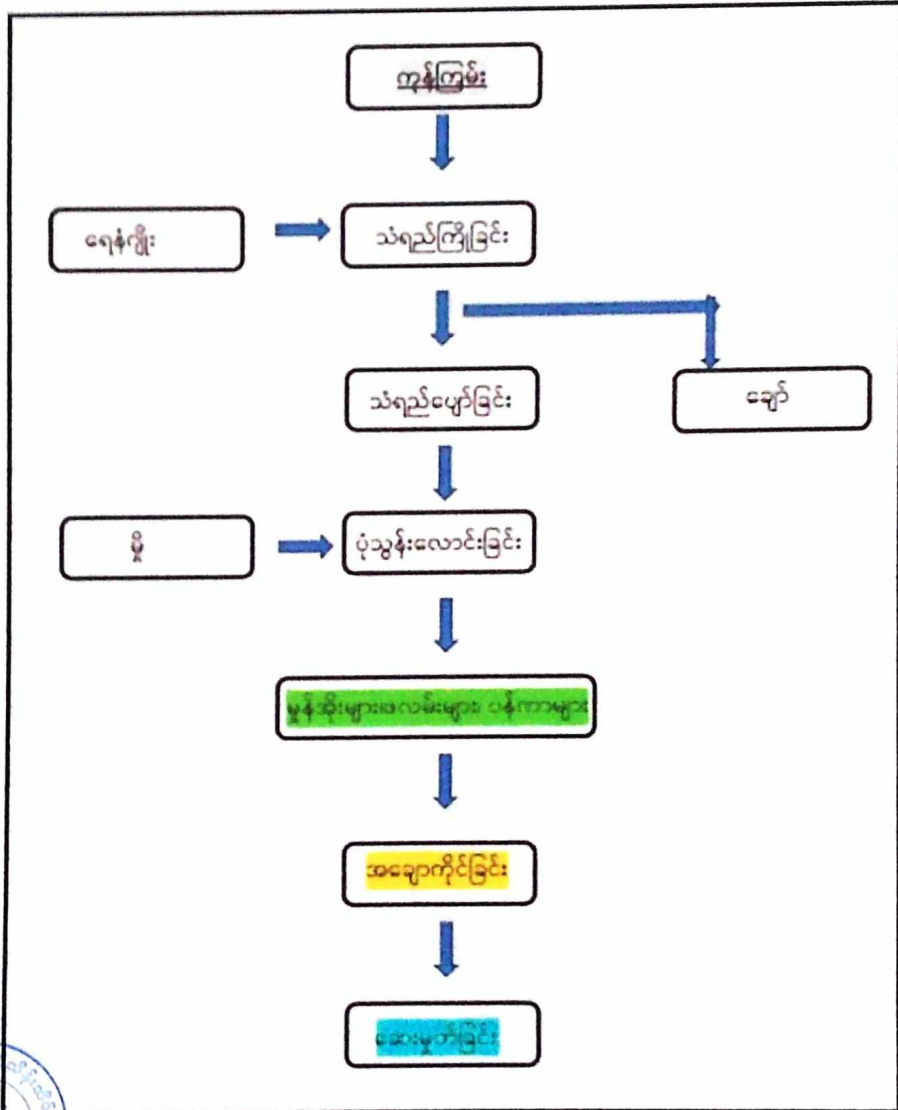 ကုန်ကြမ်း
ရေနံဂျိုး
သံရည်ကြိုခြင်း
သံရည်ပျော်ခြင်း
ချော်
မှို
ပုံသွန်းလောင်းခြင်း
မှုန်အိုးများ၊ဖလမ်းများ၊ ပန်ကာများ
အချောကိုင်ခြင်း
ဆေးမှုတ်ခြင်း